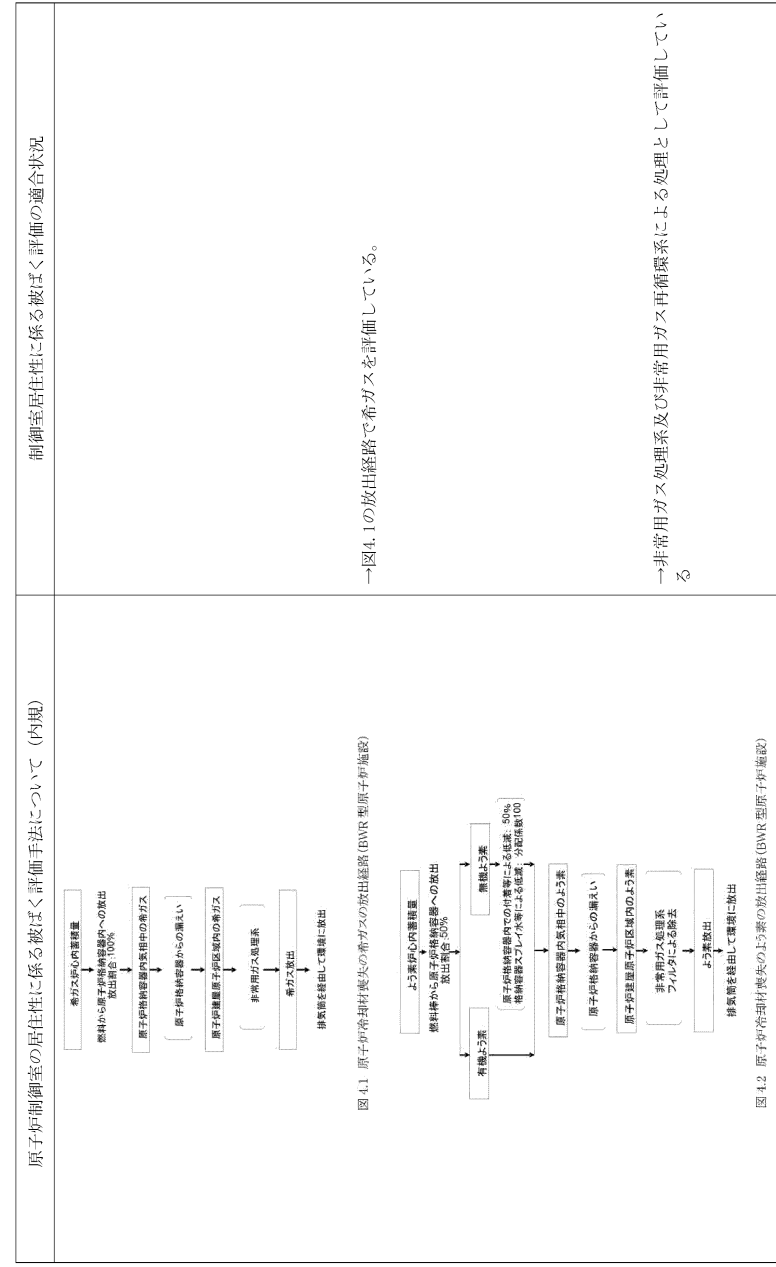 原子炉制御室の居住性に係る被ばく評価手法について（内規）
制御室居住性に係る被ばく評価の適合状況
希ガス炉心内蓄積量
燃料から原子炉格納容器内への放出
放出割合:100%
原子炉格納容器内気相中の希ガス
原子炉格納容器からの漏えい
原子炉建屋原子炉区域内の希ガス
非常用ガス処理系
希ガス放出
排気筒を経由して環境に放出
図 4.1 原子炉冷却材喪失の希ガスの放出経路(BWR 型原子炉施設)
→図4.1の放出経路で希ガスを評価している。
よう素炉心内蓄積量
燃料棒から原子炉格納容器への放出
放出割合:50%
有機よう素
無機よう素
原子炉格納容器内での付着等による低減：50%
格納容器スプレイ水等による低減：分配係数100
原子炉格納容器内気相中のよう素
原子炉格納容器からの漏えい
原子炉建屋原子炉区域内のよう素
非常用ガス処理系
フィルタによる除去
よう素放出
排気筒を経由して環境に放出
図 4.2 原子炉冷却材喪失のよう素の放出経路(BWR 型原子炉施設)
→非常用ガス処理系及び非常用ガス再循環系による処理として評価してい
る